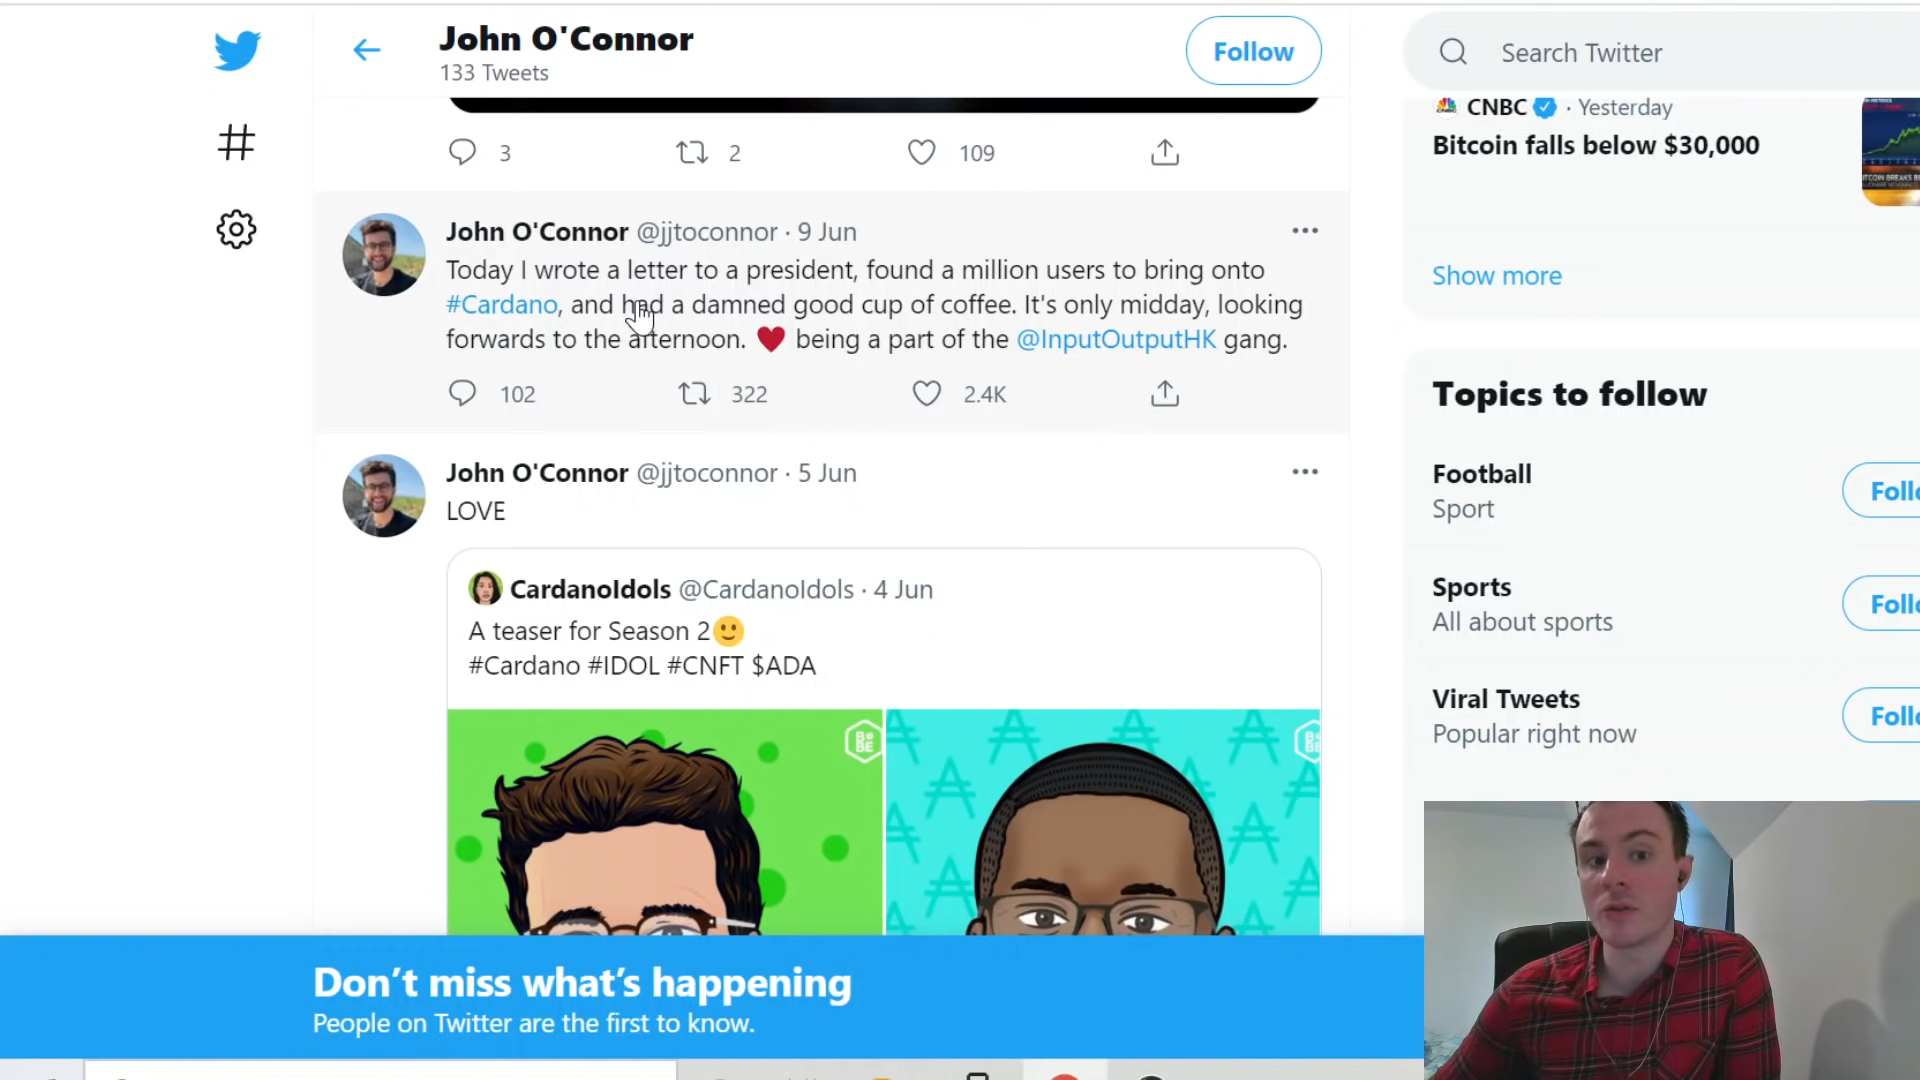 John O'Connor
133 Tweets
Follow
Search Twitter
CNBC · Yesterday
Bitcoin falls below $30,000
3
2
109
John O'Connor @jjtoconnor · 9 Jun
Today I wrote a letter to a president, found a million users to bring onto
#Cardano, and had a damned good cup of coffee. It's only midday, looking
forwards to the afternoon. ❤ being a part of the @InputOutputHK gang.
102
322
2.4K
Show more
Topics to follow
Football
Sport
Sports
All about sports
Viral Tweets
Popular right now
John O'Connor @jjtoconnor · 5 Jun
LOVE
CardanoIdols @CardanoIdols · 4 Jun
A teaser for Season 2🙂
#Cardano #IDOL #CNFT $ADA
BoBE
Don’t miss what’s happening
People on Twitter are the first to know.